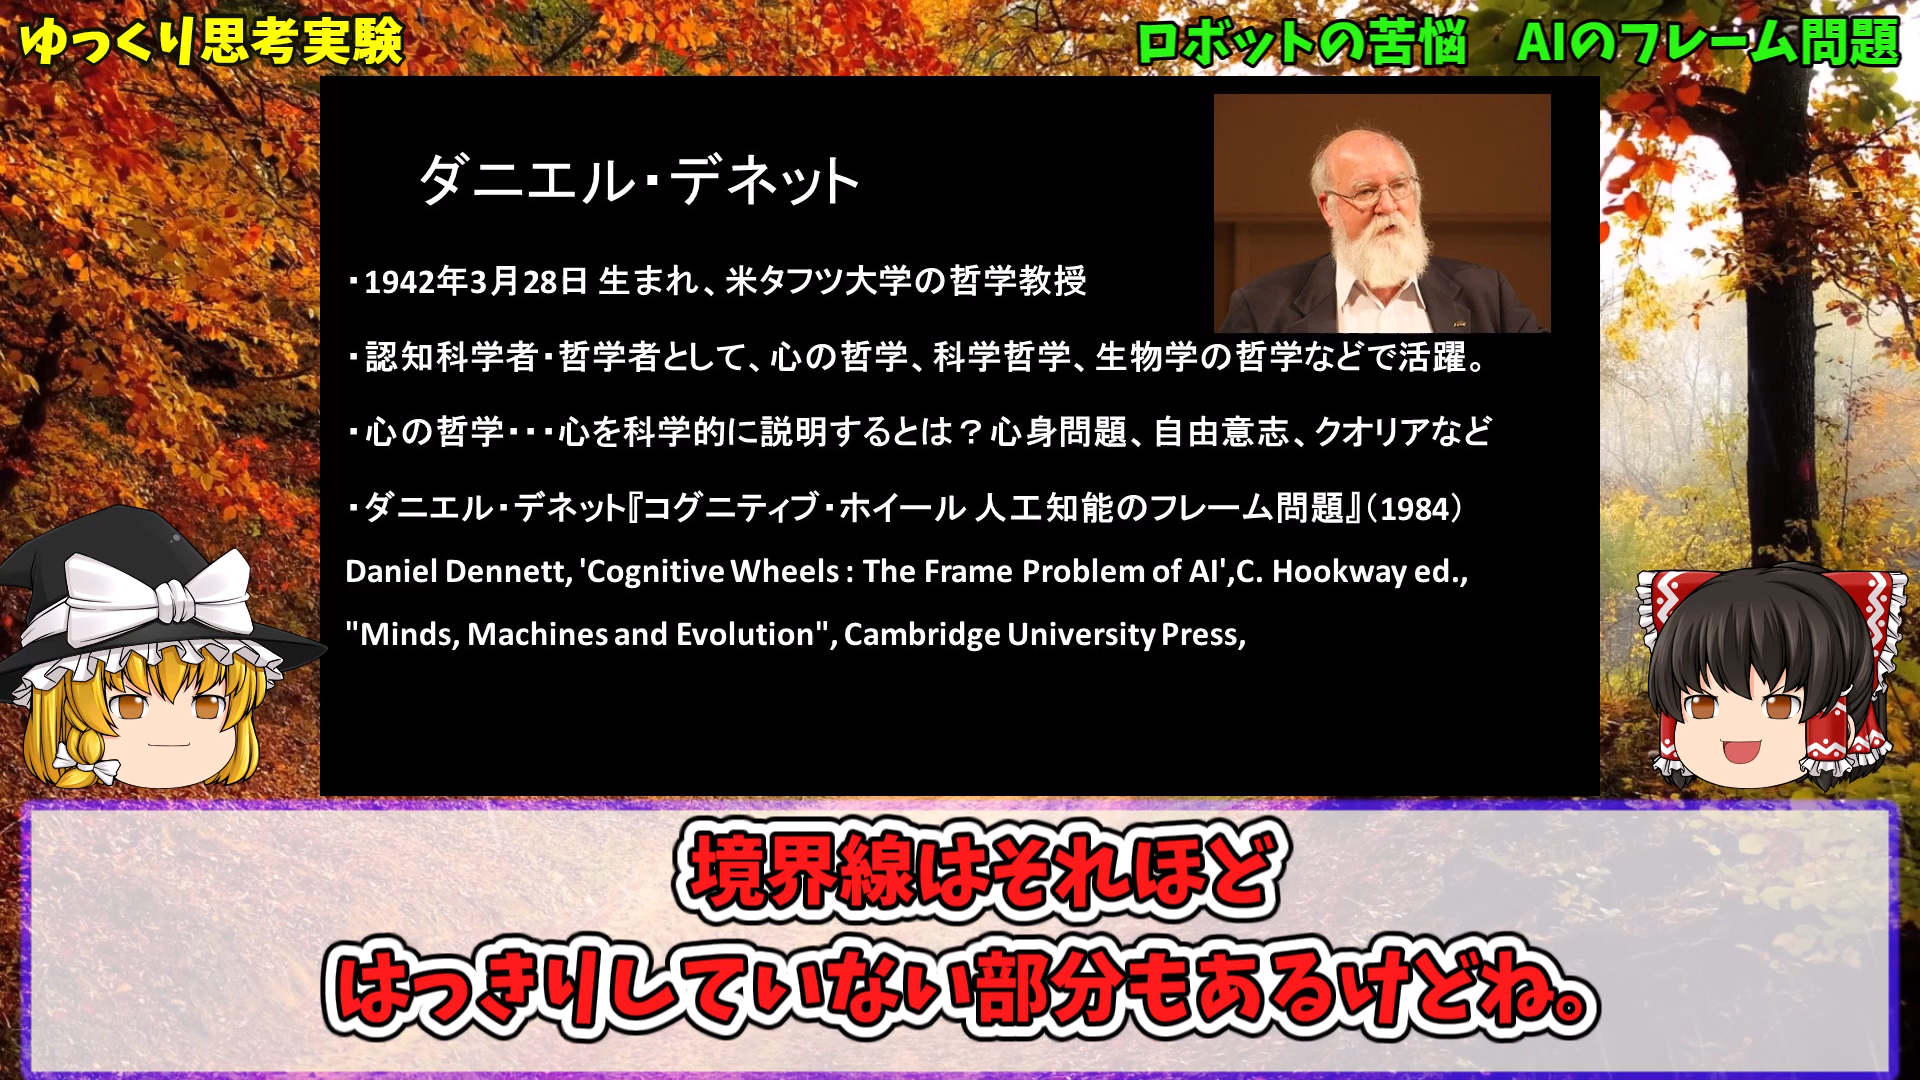 ゆっくり思考実験
ロボットの苦悩　AIのフレーム問題
ダニエル・デネット
・1942年3月28日 生まれ、米タフツ大学の哲学教授
・認知科学者・哲学者として、心の哲学、科学哲学、生物学の哲学などで活躍。
・心の哲学・・・心を科学的に説明するとは？心身問題、自由意志、クオリアなど
・ダニエル・デネット『コグニティブ・ホイール 人工知能のフレーム問題』（1984）
Daniel Dennett, 'Cognitive Wheels : The Frame Problem of AI',C. Hookway ed.,
"Minds, Machines and Evolution", Cambridge University Press,
境界線はそれほど
はっきりしていない部分もあるけどね。